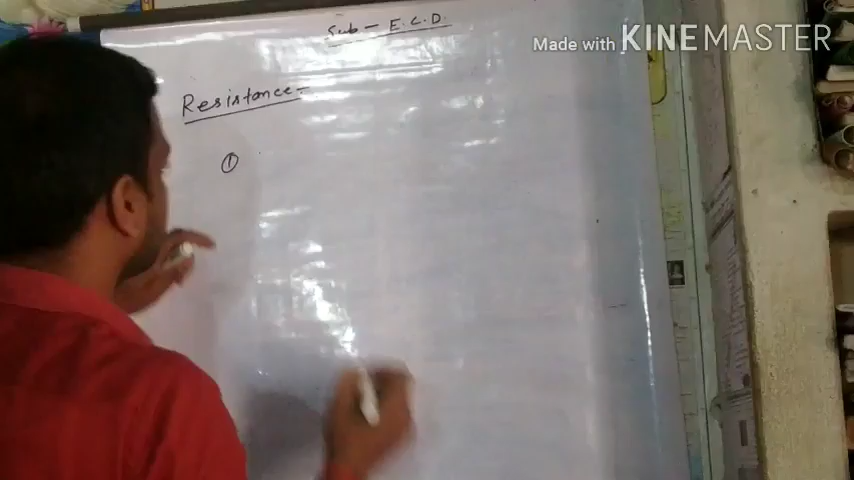 Sub - E.C.D.
Made with KINEMASTER
Resistance -
①